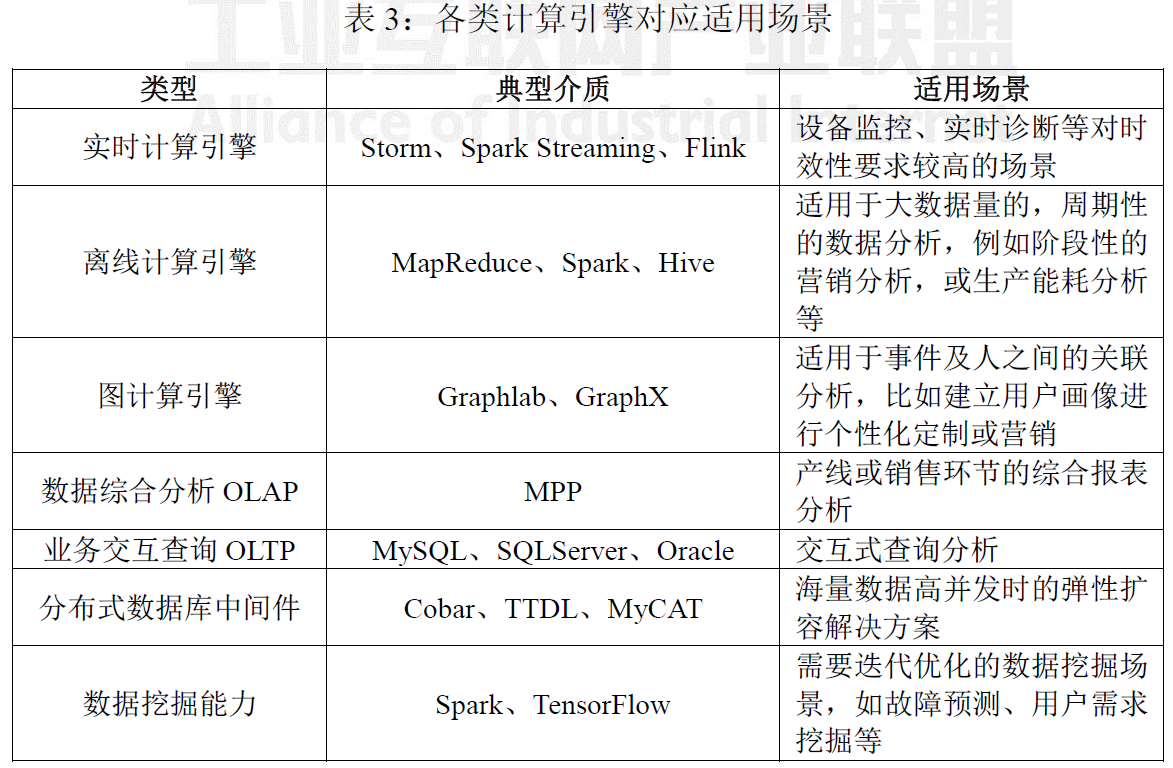 表 3：各类计算引擎对应适用场景
工业互联网产业联盟
Alliance of Industrial Internet
类型 典型介质 适用场景
实时计算引擎 Storm、Spark Streaming、Flink 设备监控、实时诊断等对时
效性要求较高的场景
离线计算引擎 MapReduce、Spark、Hive 适用于大数据量的，周期性
的数据分析，例如阶段性的
营销分析，或生产能耗分析
等
图计算引擎 Graphlab、GraphX 适用于事件及人之间的关联
分析，比如建立用户画像进
行个性化定制或营销
数据综合分析 OLAP MPP 产线或销售环节的综合报表
分析
业务交互查询 OLTP MySQL、SQLServer、Oracle 交互式查询分析
分布式数据库中间件 Cobar、TTDL、MyCAT 海量数据高并发时的弹性扩
容解决方案
数据挖掘能力 Spark、TensorFlow 需要迭代优化的数据挖掘场
景，如故障预测、用户需求
挖掘等